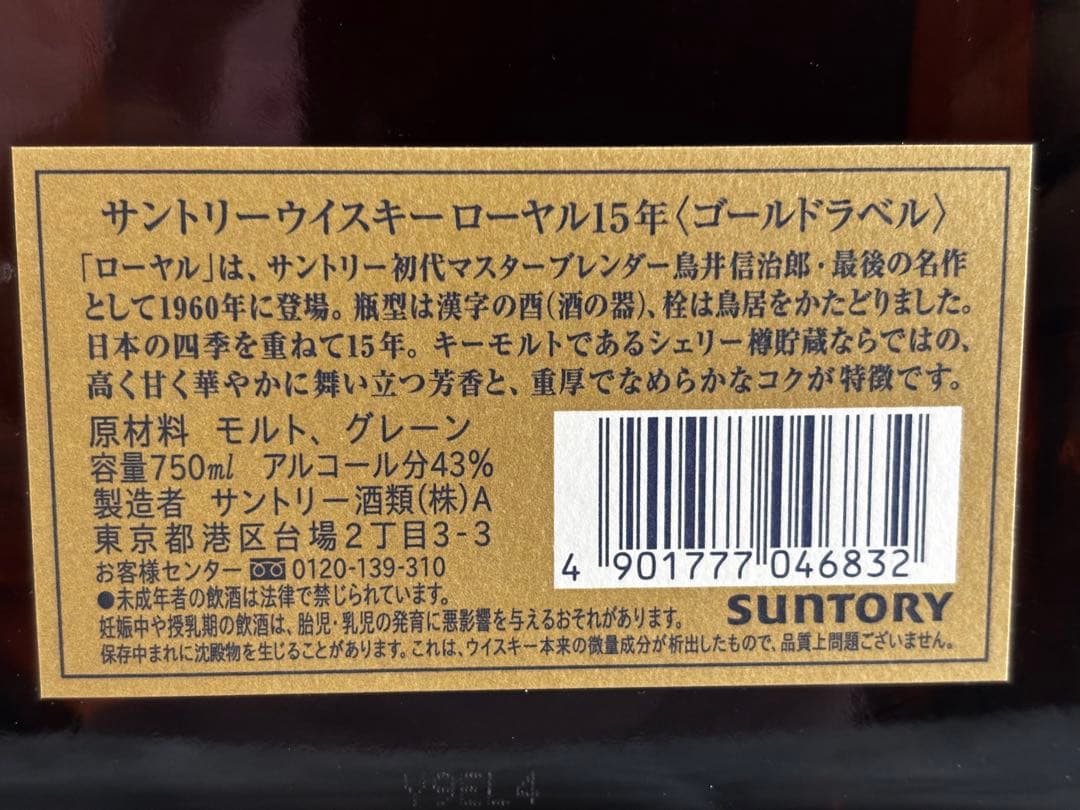 サントリーウイスキー ローヤル15年〈ゴールドラベル〉
「ローヤル」は、サントリー初代マスターブレンダー鳥井信治郎・最後の名作
として1960年に登場。瓶型は漢字の酉(酒の器)、栓は鳥居をかたどりました。
日本の四季を重ねて15年。キーモルトであるシェリー樽貯蔵ならではの、
高く甘く華やかに舞い立つ芳香と、重厚でなめらかなコクが特徴です。
原材料 モルト、グレーン
容量750ml アルコール分43%
製造者 サントリー酒類(株)A
東京都港区台場2丁目3-3
お客様センター 0120-139-310
●未成年者の飲酒は法律で禁じられています。
妊娠中や授乳期の飲酒は、胎児・乳児の発育に悪影響を与えるおそれがあります。
保存中まれに沈殿物を生じることがあります。これは、ウイスキー本来の微量成分が析出したもので、品質上問題ございません。
4 901777 046832
SUNTORY